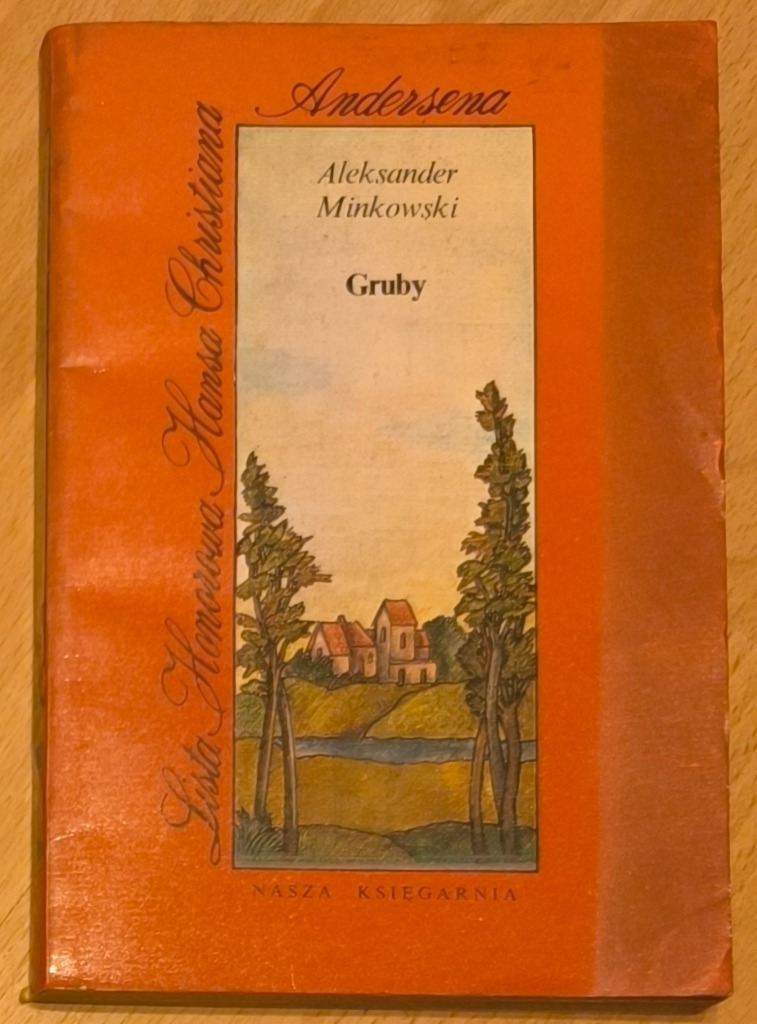 Lista Honorowa Hansa Christiana
Andersena
Aleksander
Minkowski
Gruby
NASZA KSIĘGARNIA